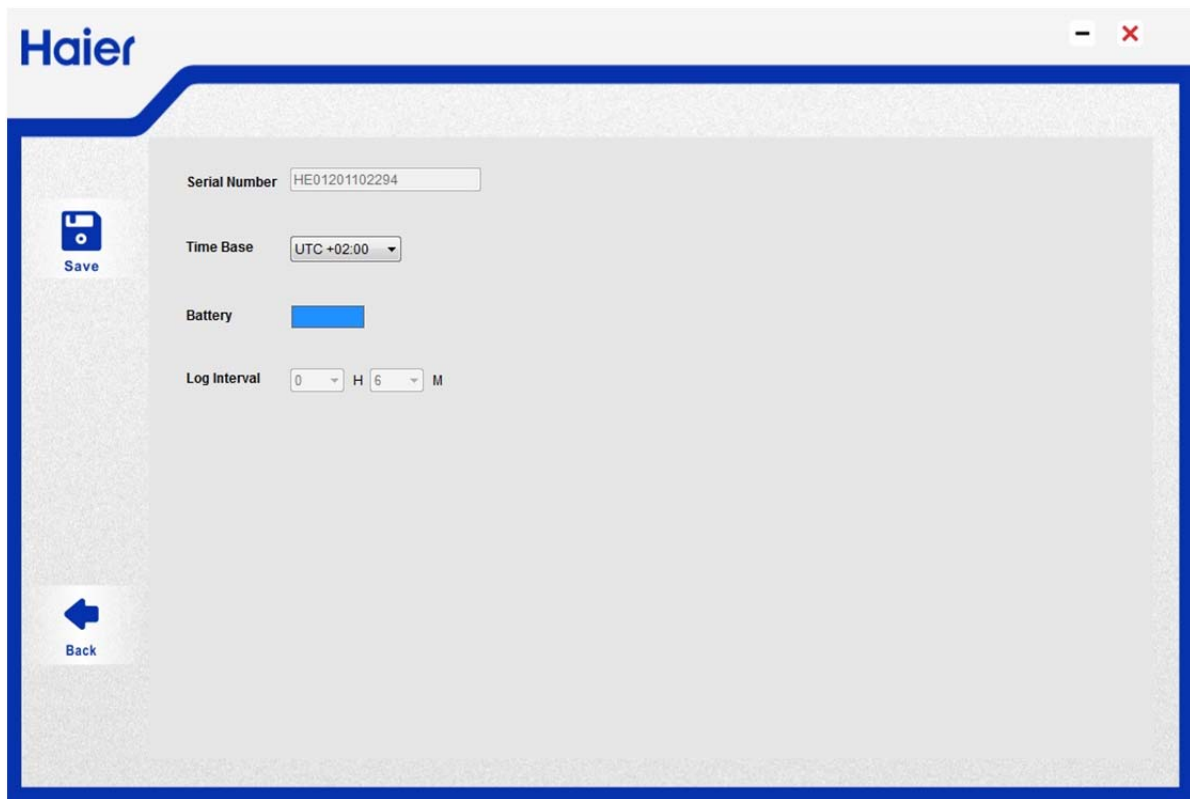 Haier
Serial Number HE01201102294
Save
Time Base UTC +02:00
Battery
Log Interval 0 H 6 M
Back